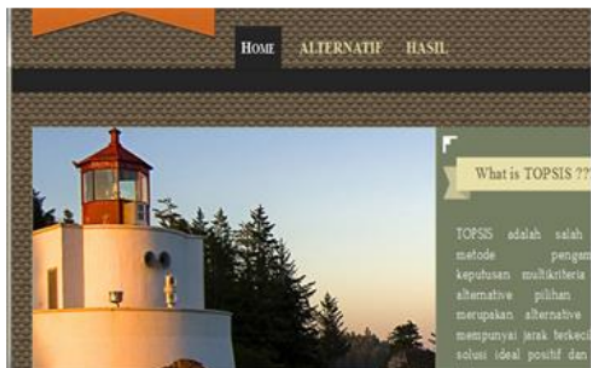 HOME ALTERNATIF HASIL
What is TOPSIS ???
TOPSIS adalah salah
metode pengam
keputusan multikriteria
alternative pilihan
merupakan alternative
mempunyai jarak terkecil
solusi ideal positif dan